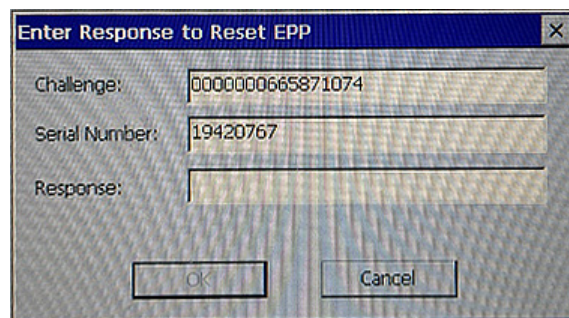 Enter Response to Reset EPP
Challenge: 0000000665871074
Serial Number: 19420767
Response:
OK Cancel